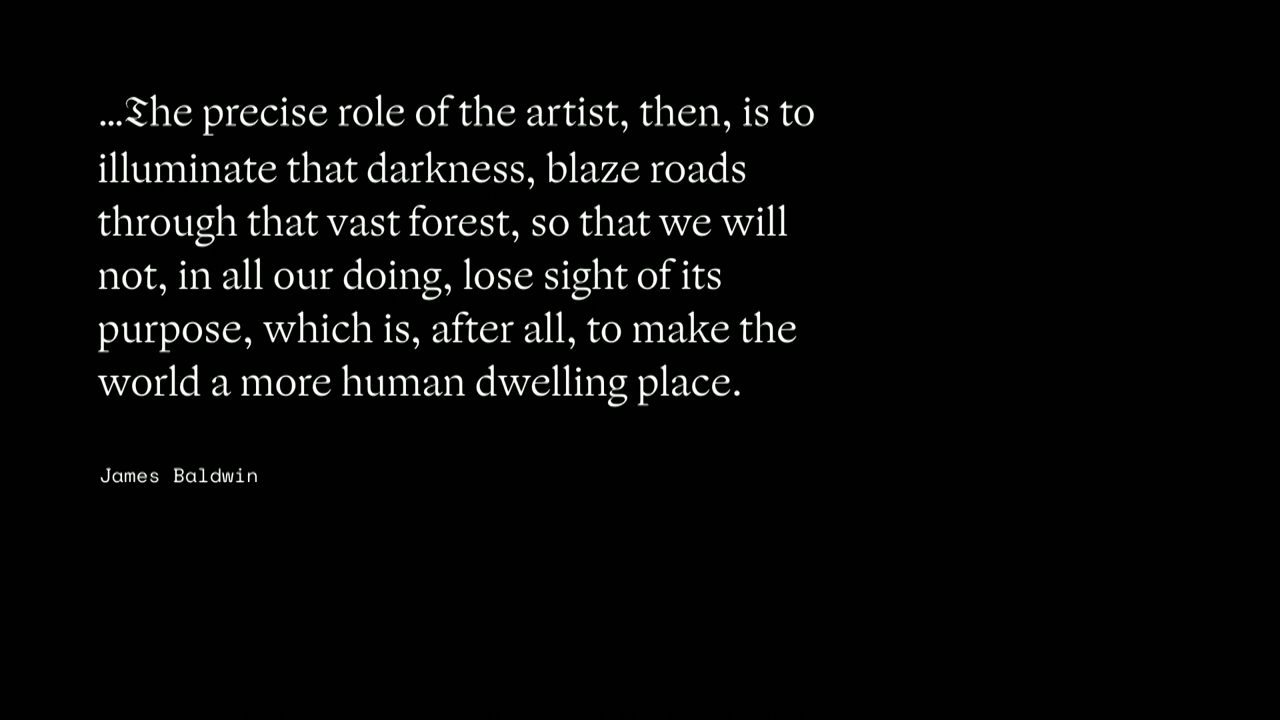 …The precise role of the artist, then, is to
illuminate that darkness, blaze roads
through that vast forest, so that we will
not, in all our doing, lose sight of its
purpose, which is, after all, to make the
world a more human dwelling place.
James Baldwin